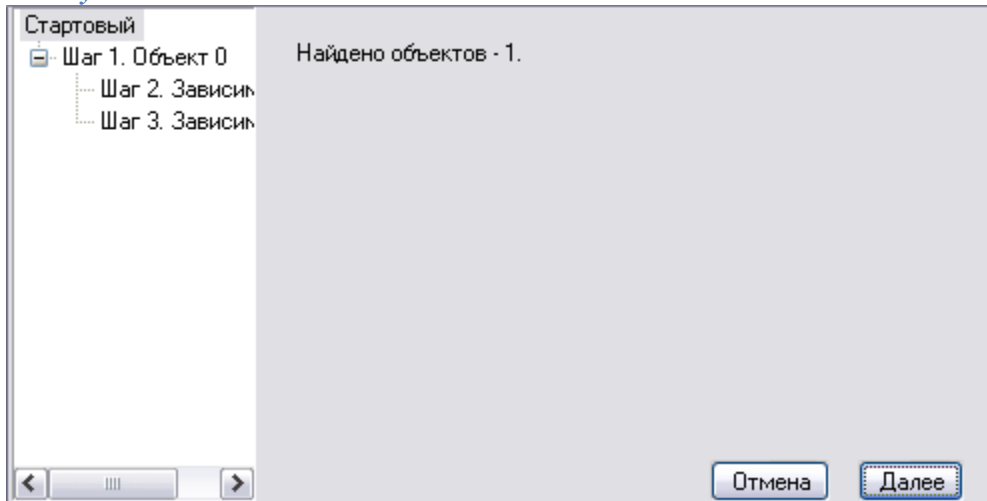 Стартовый
Шаг 1. Объект 0
Шаг 2. Зависим
Шаг 3. Зависим
Найдено объектов - 1.
Отмена
Далее